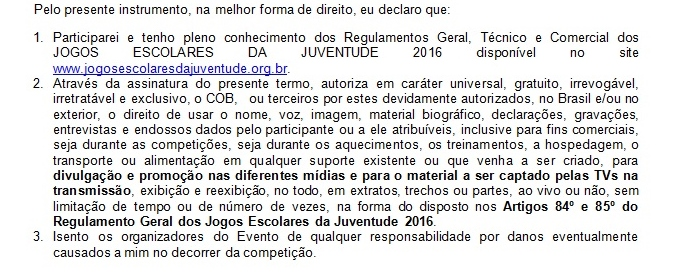 Pelo presente instrumento, na melhor forma de direito, eu declaro que:
1. Participarei e tenho pleno conhecimento dos Regulamentos Geral, Técnico e Comercial dos
JOGOS ESCOLARES DA JUVENTUDE 2016 disponível no site
www.jogosescolaresdajuventude.org.br.
2. Através da assinatura do presente termo, autoriza em caráter universal, gratuito, irrevogável,
irretratável e exclusivo, o COB, ou terceiros por estes devidamente autorizados, no Brasil e/ou no
exterior, o direito de usar o nome, voz, imagem, material biográfico, declarações, gravações,
entrevistas e endossos dados pelo participante ou a ele atribuíveis, inclusive para fins comerciais,
seja durante as competições, seja durante os aquecimentos, os treinamentos, a hospedagem, o
transporte ou alimentação em qualquer suporte existente ou que venha a ser criado, para
divulgação e promoção nas diferentes mídias e para o material a ser captado pelas TVs na
transmissão, exibição e reexibição, no todo, em extratos, trechos ou partes, ao vivo ou não, sem
limitação de tempo ou de número de vezes, na forma do disposto nos Artigos 84º e 85º do
Regulamento Geral dos Jogos Escolares da Juventude 2016.
3. Isento os organizadores do Evento de qualquer responsabilidade por danos eventualmente
causados a mim no decorrer da competição.